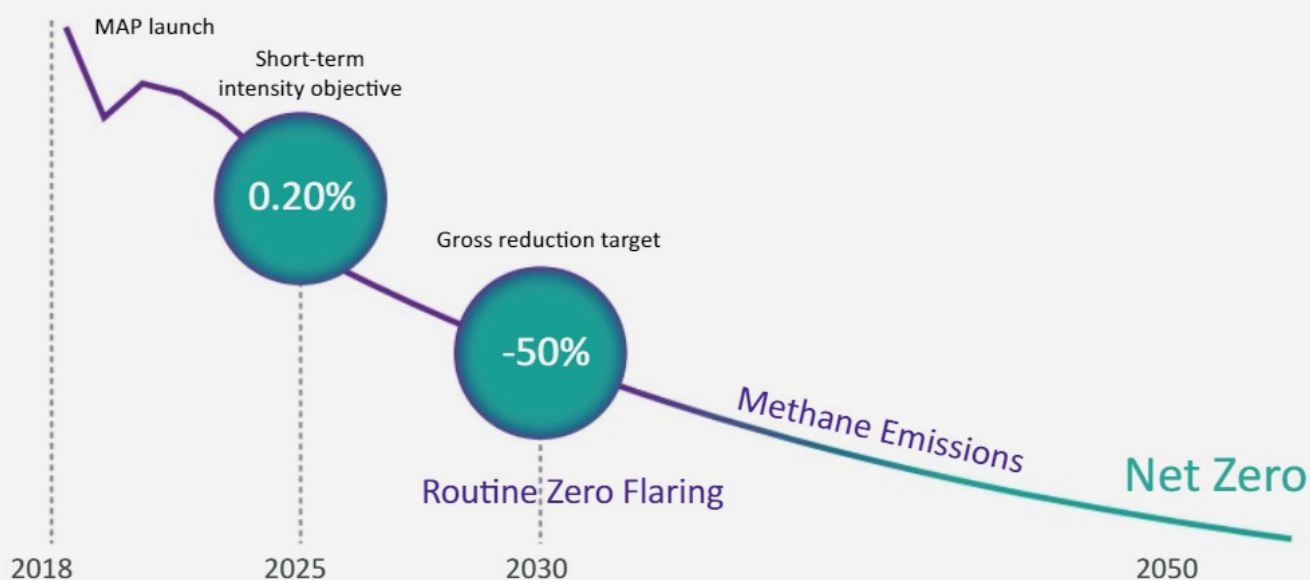 MAP launch
Short-term
intensity objective
0.20%
Gross reduction target
-50%
Methane Emissions
Net Zero
Routine Zero Flaring
2018
2025
2030
2050